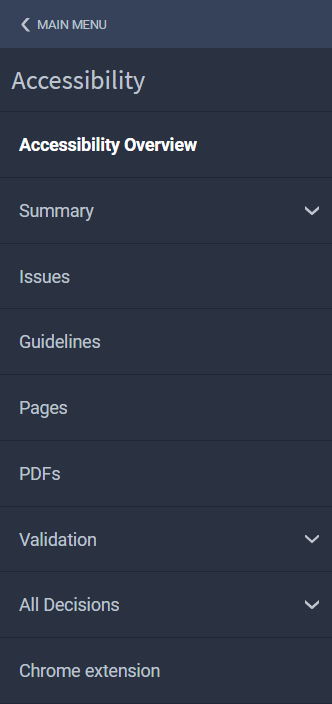 MAIN MENU
Accessibility
Accessibility Overview
Summary
Issues
Guidelines
Pages
PDFs
Validation
All Decisions
Chrome extension